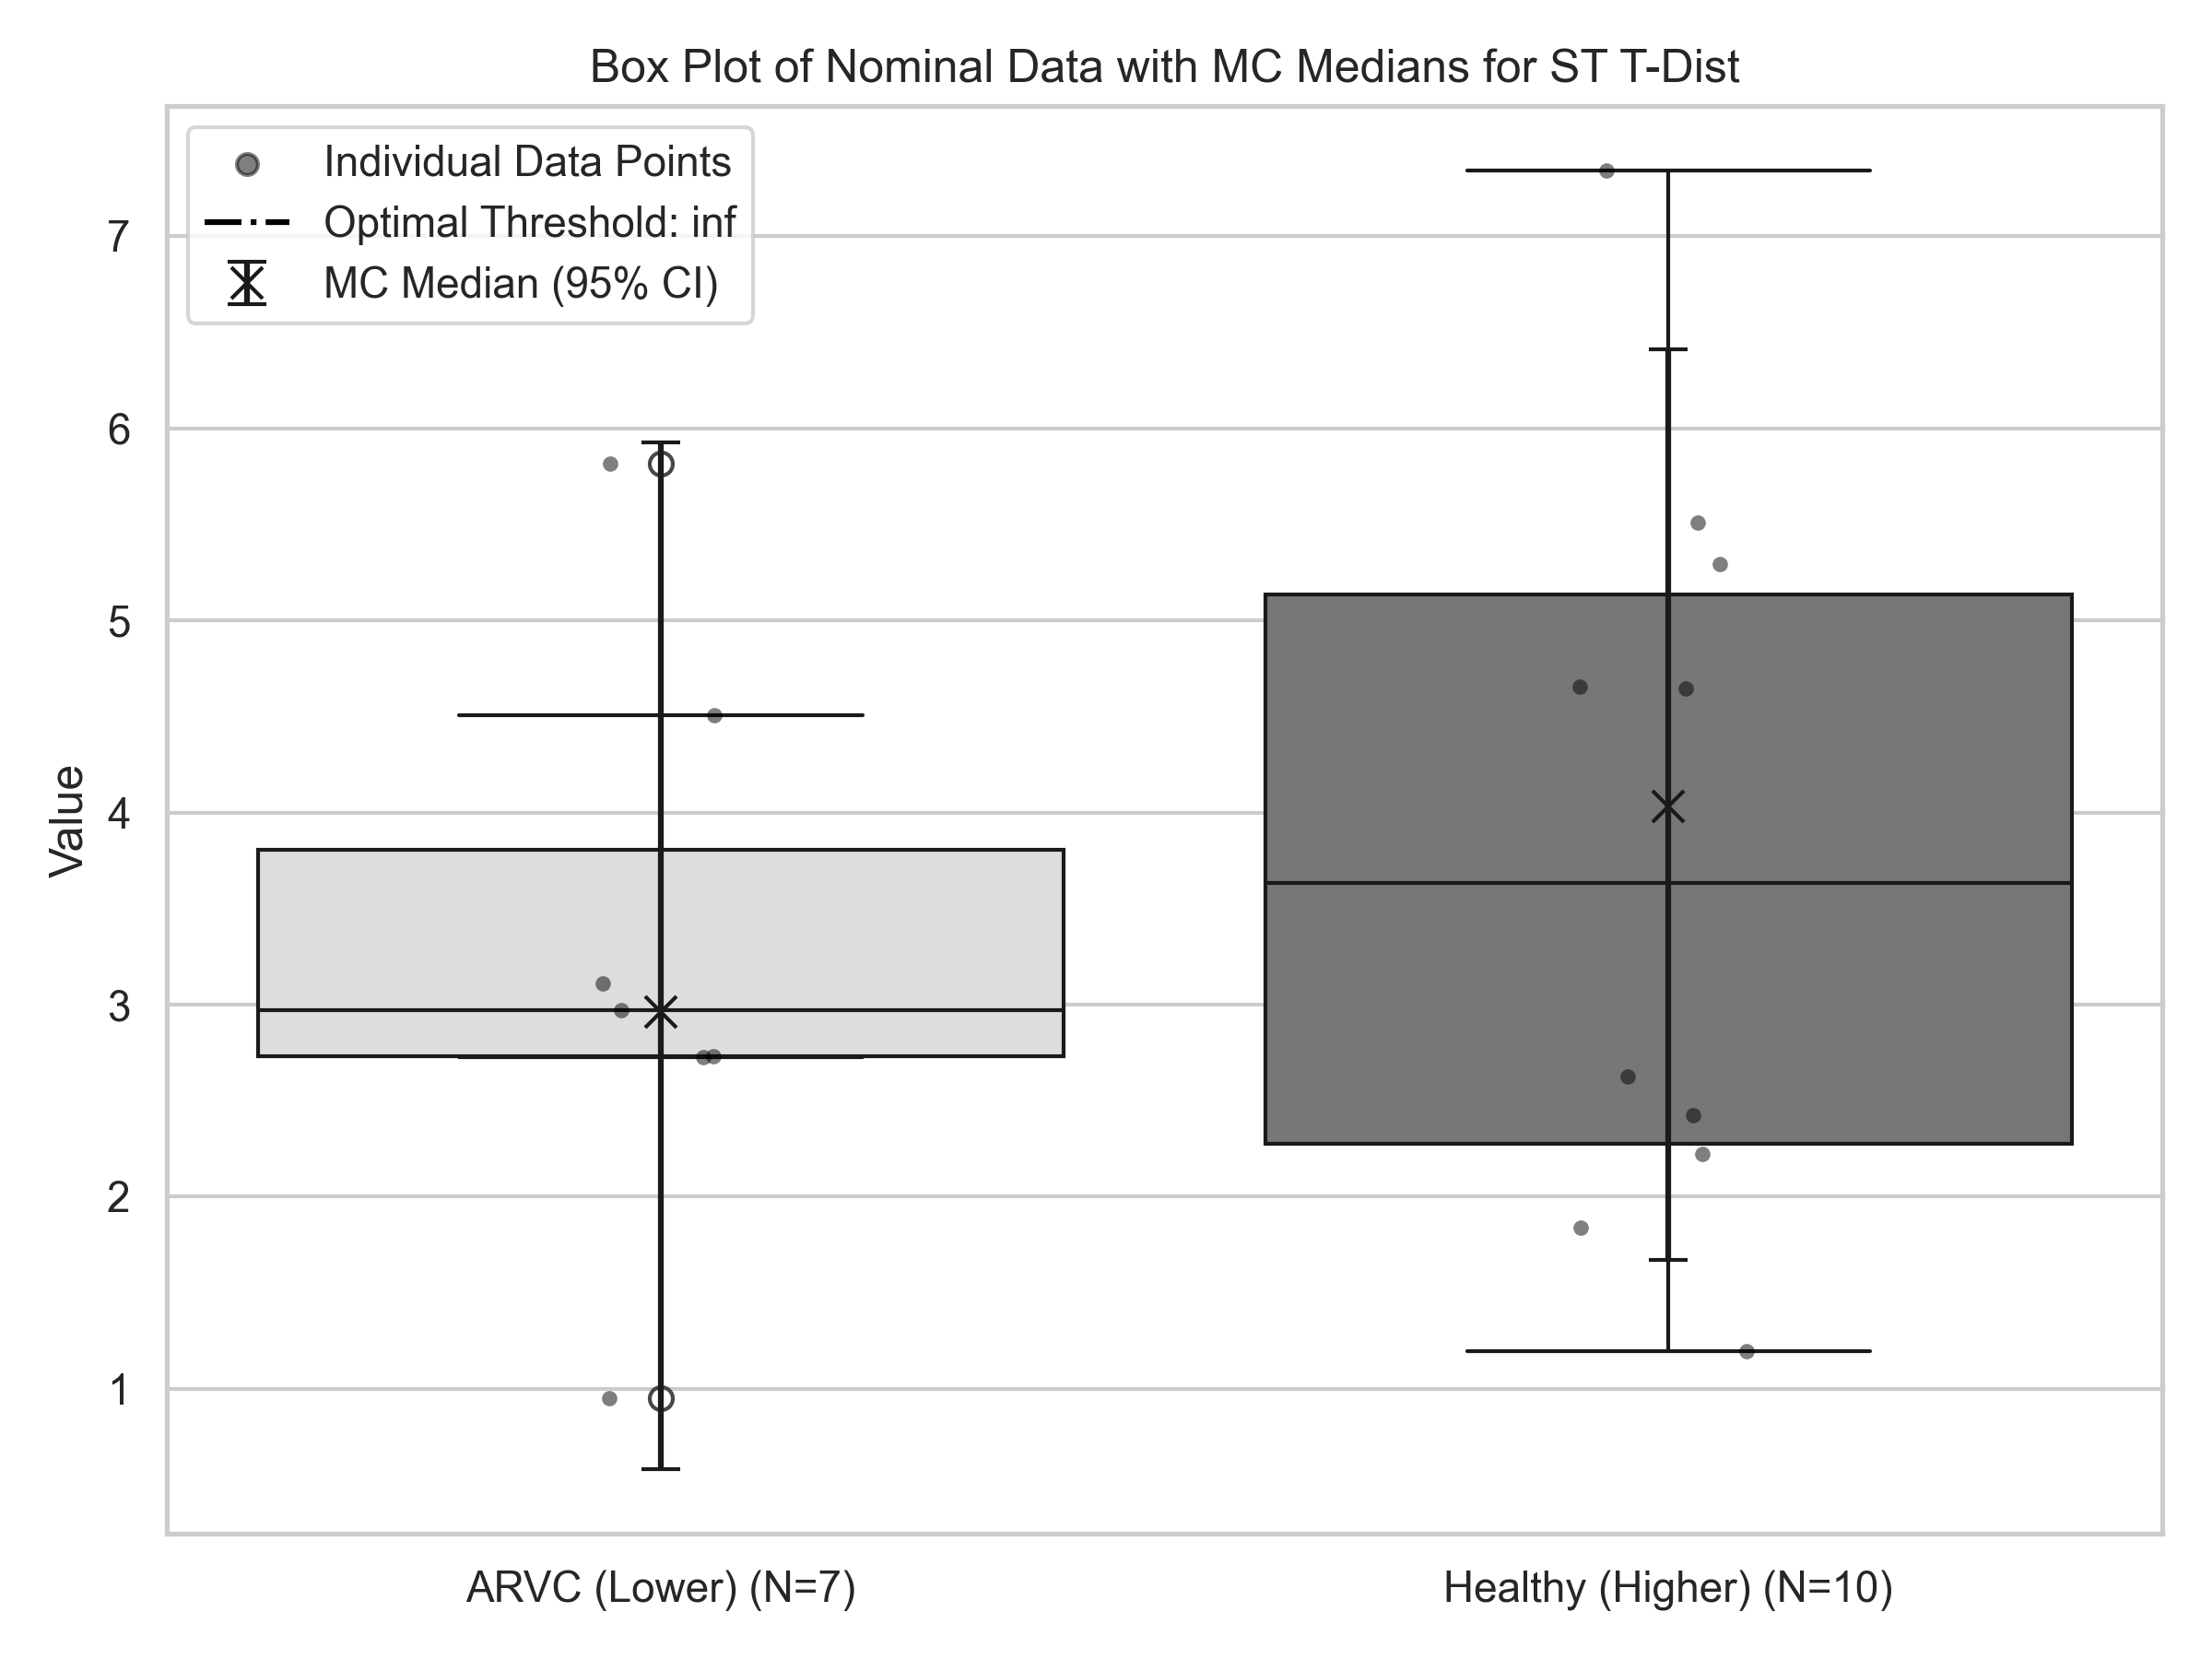 Box Plot of Nominal Data with MC Medians for ST T-Dist
Individual Data Points
Optimal Threshold: inf
MC Median (95% CI)
7
6
5
4
3
2
1
Value
ARVC (Lower) (N=7)
Healthy (Higher) (N=10)